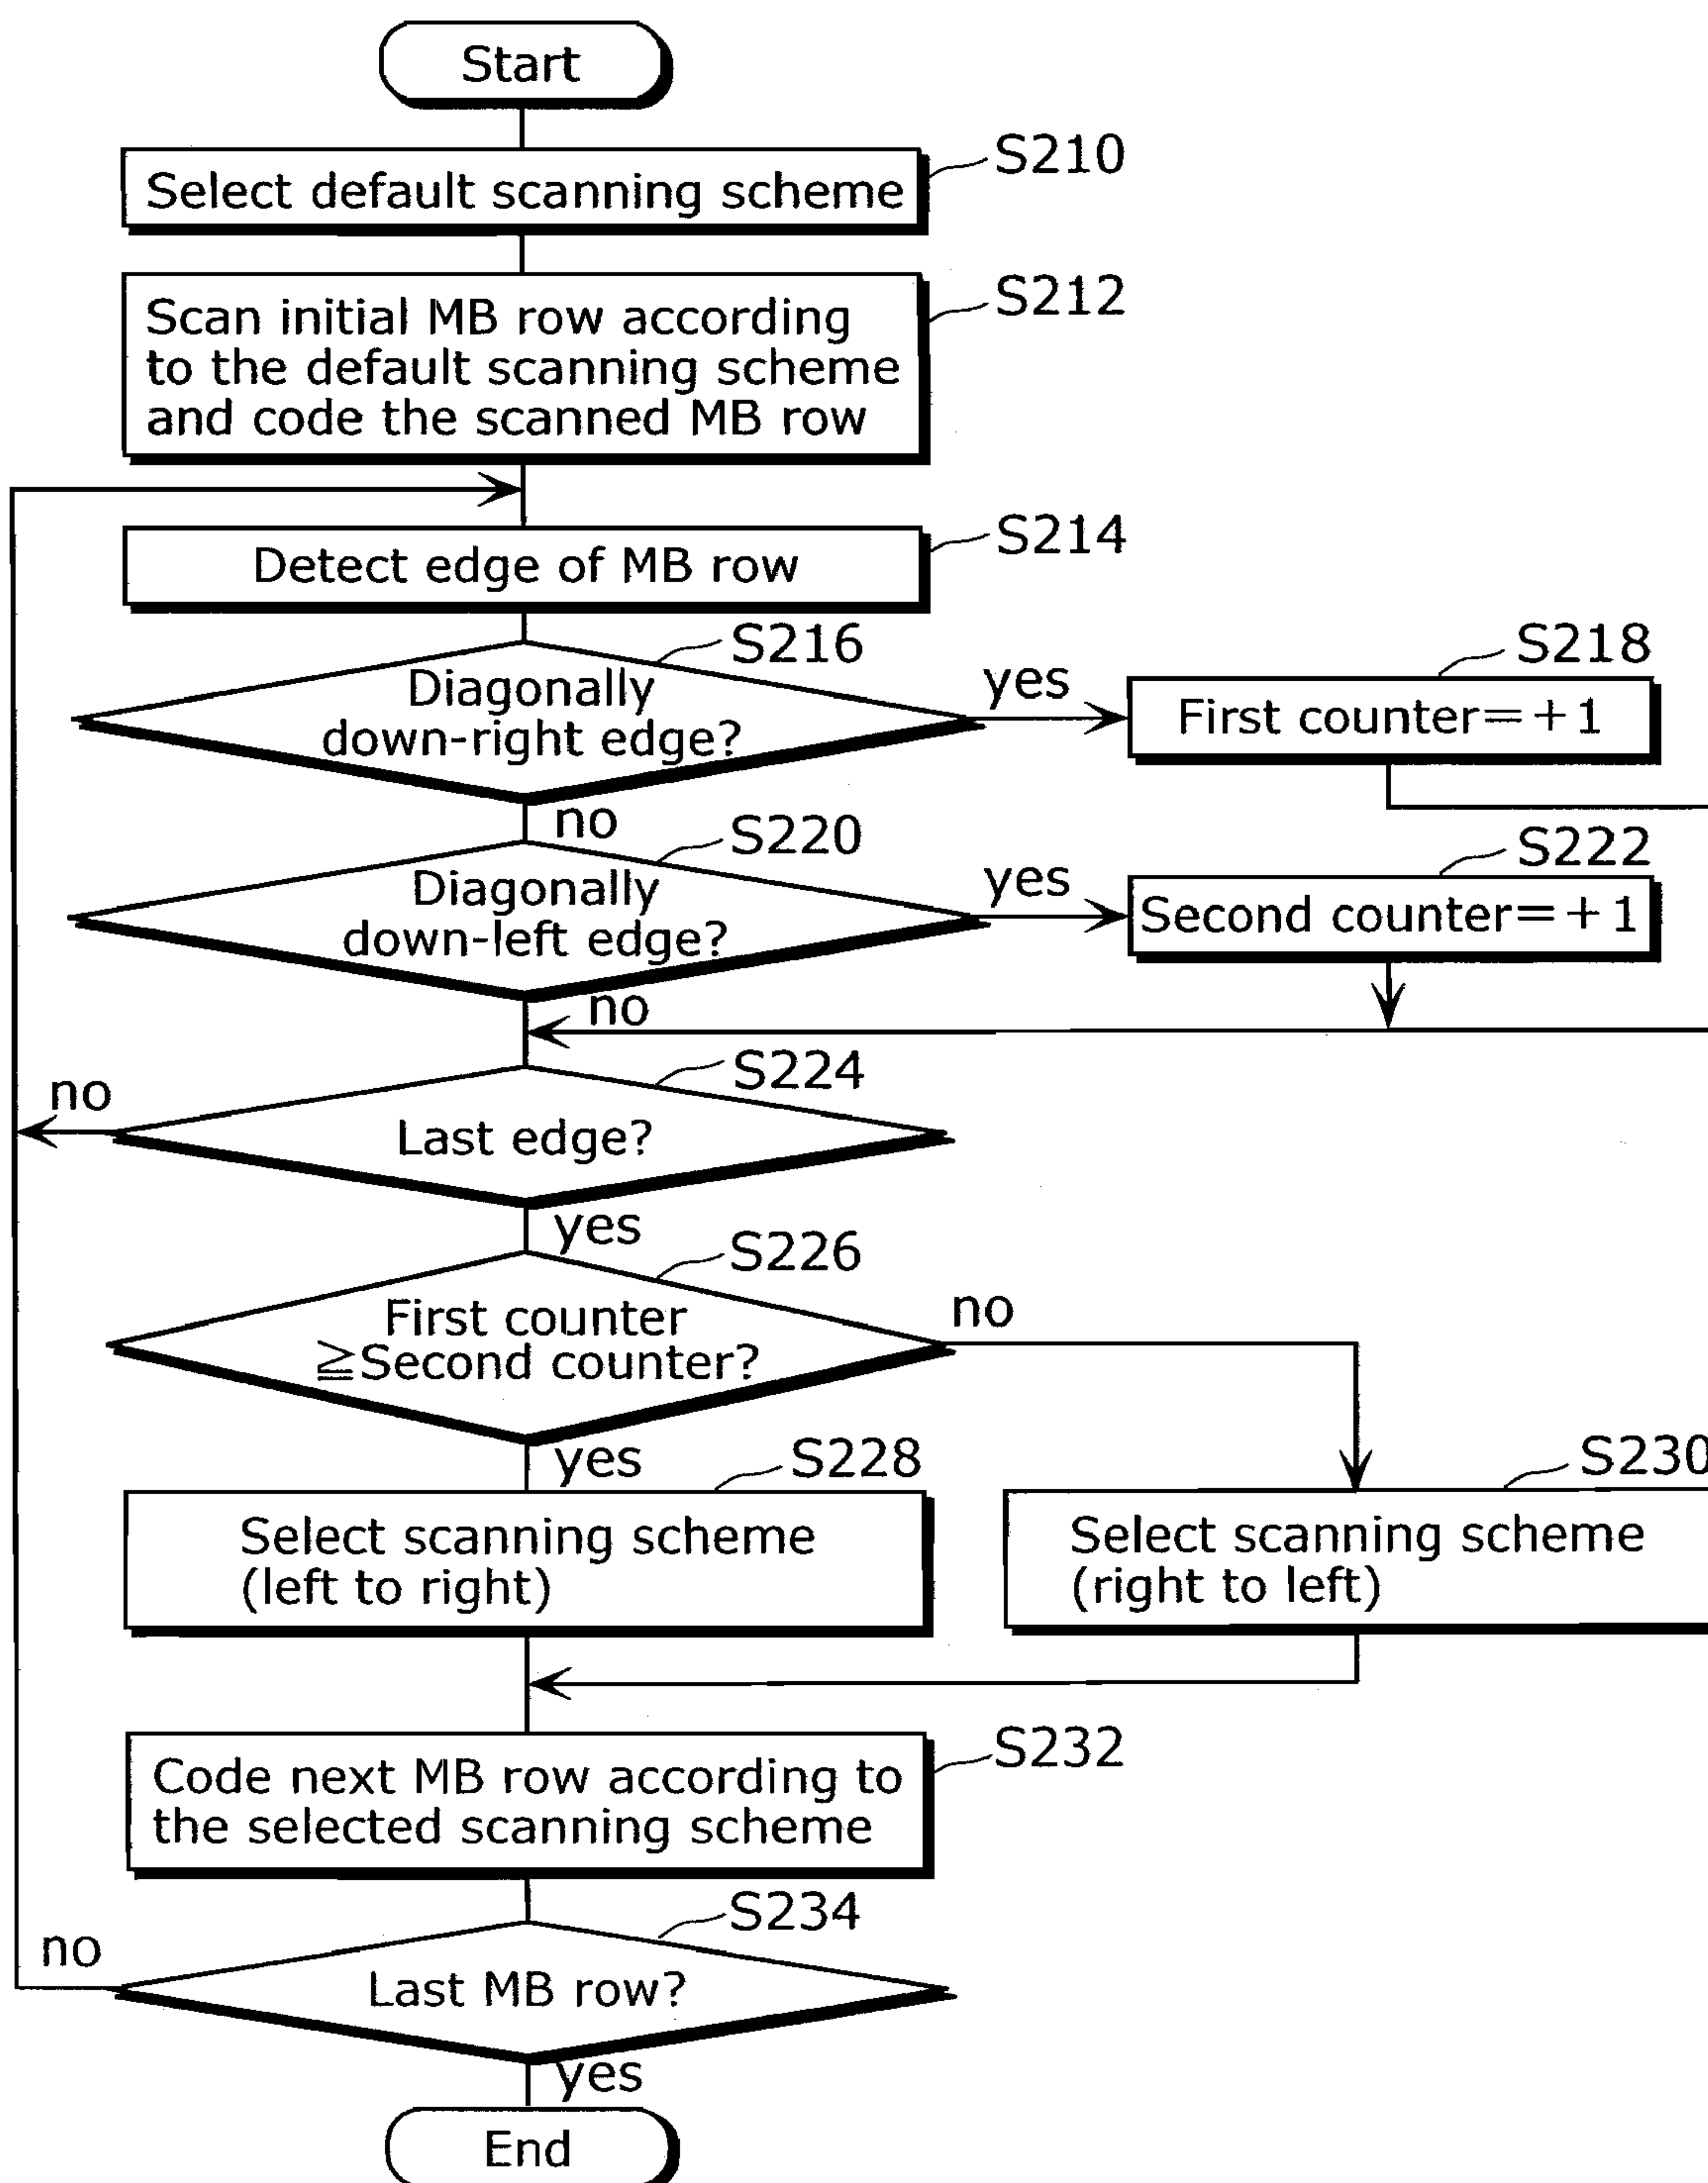 Start
S210
Select default scanning scheme
S212
Scan initial MB row according
to the default scanning scheme
and code the scanned MB row
S214
Detect edge of MB row
S216
Diagonally
down-right edge?
yes
S218
First counter=+1
no
S220
Diagonally
down-left edge?
yes
S222
Second counter=+1
no
S224
Last edge?
no
yes
S226
First counter
≧Second counter?
no
yes
S228
Select scanning scheme
(left to right)
S230
Select scanning scheme
(right to left)
S232
Code next MB row according to
the selected scanning scheme
S234
Last MB row?
no
yes
End